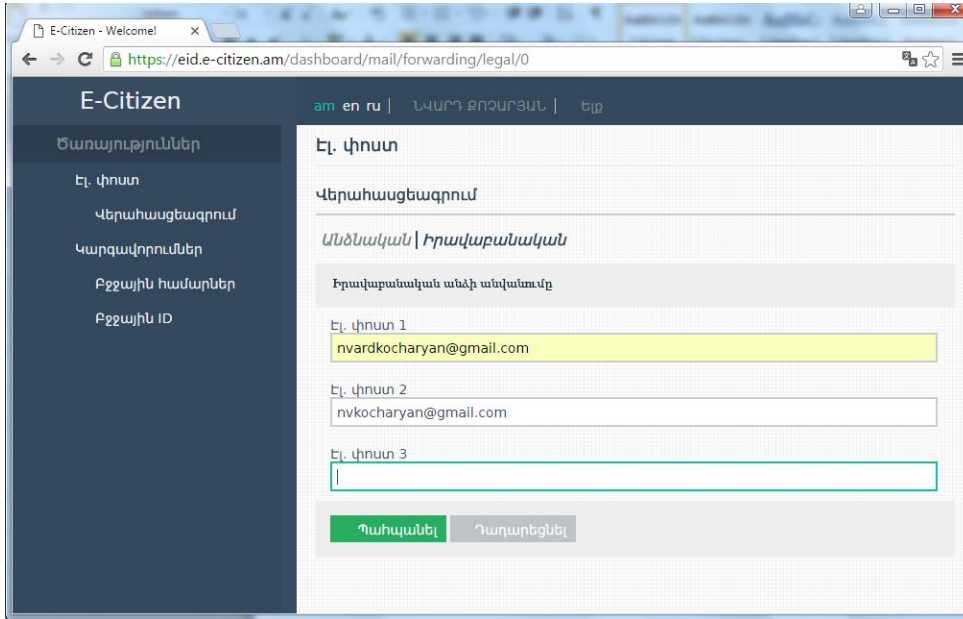 E-Citizen - Welcome!
https://eid.e-citizen.am/dashboard/mail/forwarding/legal/0
E-Citizen
am en ru | ՆՎԱՐԴ ՔՈՉԱՐՅԱՆ | Ելք
Ծառայություններ
Էլ. փոստ
Վերահասցեագրում
Կարգավորումներ
Բջջային համարներ
Բջջային ID
Էլ. փոստ
Վերահասցեագրում
Անձնական | Իրավաբանական
Իրավաբանական անձի անվանումը
Էլ. փոստ 1
nvardkocharyan@gmail.com
Էլ. փոստ 2
nvkocharyan@gmail.com
Էլ. փոստ 3
Պահպանել Դադարեցնել